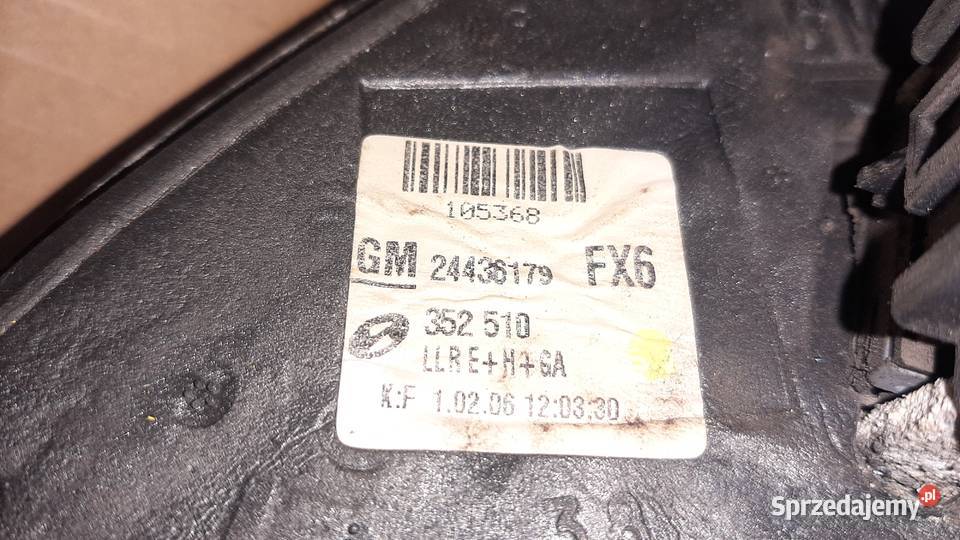 105368
GM 24436179 FX6
352 510
LLR E+H+GA
K:F 1.02.06 12:03:30
Sprzedajemy.pl